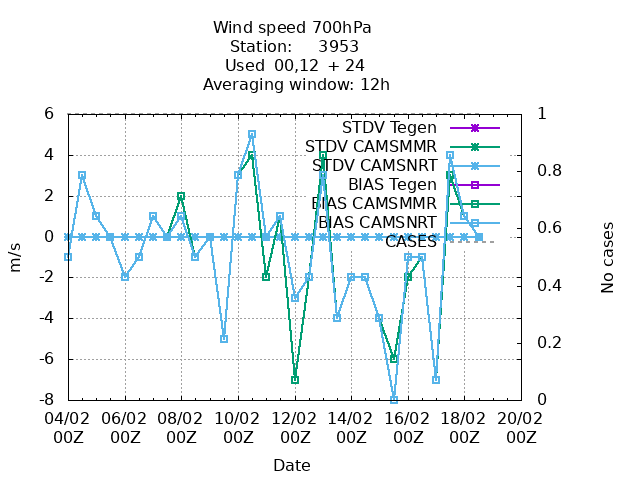 Wind speed 700hPa
Station: 3953
Used 00,12 + 24
Averaging window: 12h
6
4
2
0
-2
-4
-6
-8
m/s
1
0.8
0.6
0.4
0.2
0
No cases
STDV Tegen
STDV CAMSMMR
STDV CAMSNRT
BIAS Tegen
BIAS CAMSMMR
BIAS CAMSNRT
CASES
04/02 06/02 08/02 10/02 12/02 14/02 16/02 18/02 20/02
00Z 00Z 00Z 00Z 00Z 00Z 00Z 00Z 00Z
Date